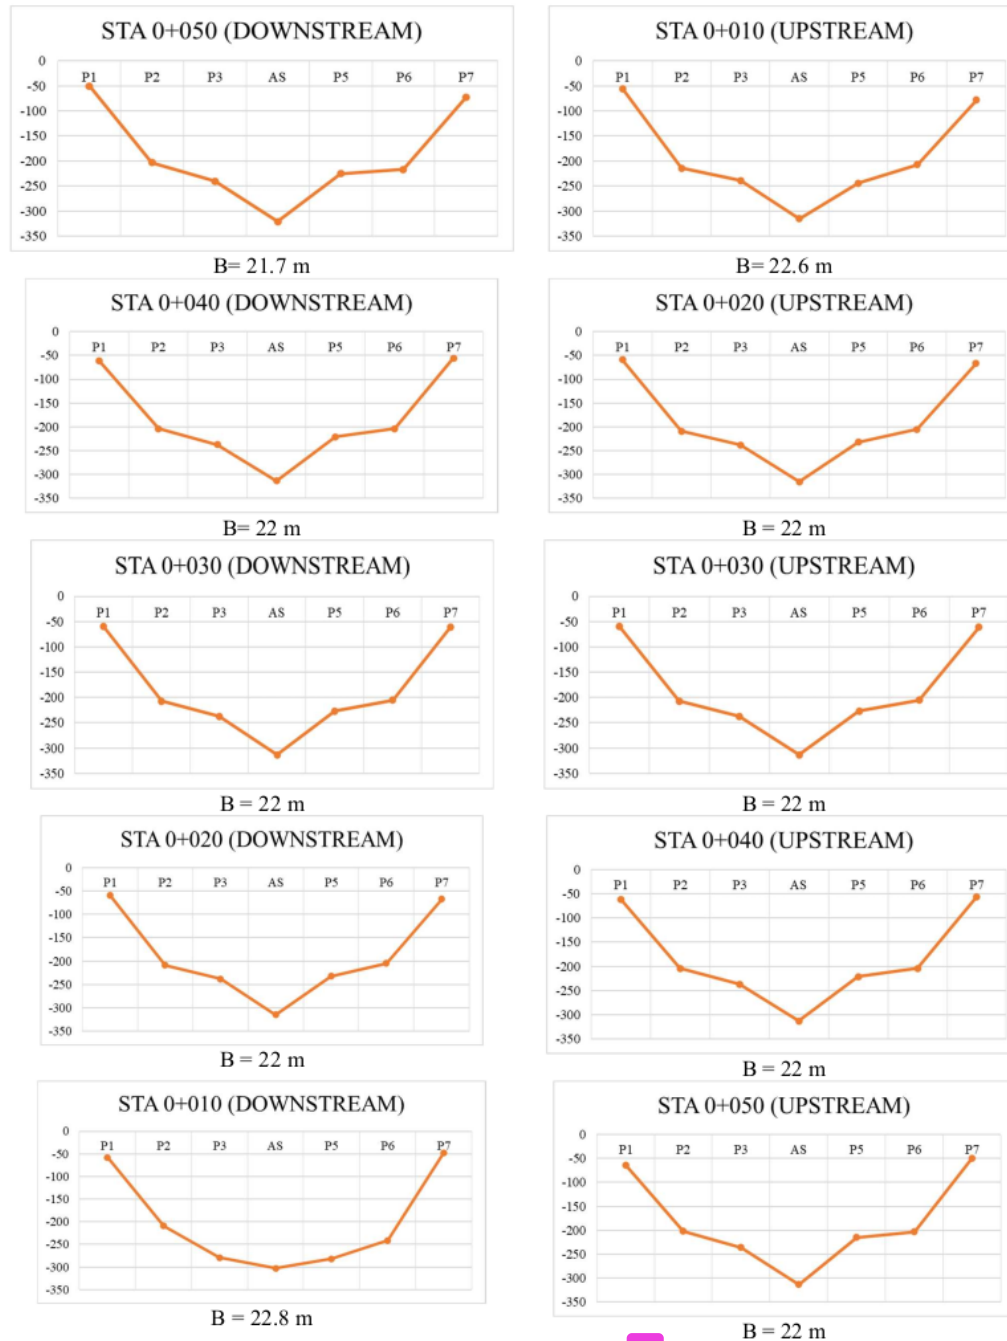 STA 0+050 (DOWNSTREAM)
0
P1 P2 P3 AS P5 P6 P7
-50
-100
-150
-200
-250
-300
-350
B= 21.7 m
STA 0+010 (UPSTREAM)
0
P1 P2 P3 AS P5 P6 P7
-50
-100
-150
-200
-250
-300
-350
B= 22.6 m
STA 0+040 (DOWNSTREAM)
0
P1 P2 P3 AS P5 P6 P7
-50
-100
-150
-200
-250
-300
-350
B= 22 m
STA 0+020 (UPSTREAM)
0
P1 P2 P3 AS P5 P6 P7
-50
-100
-150
-200
-250
-300
-350
B = 22 m
STA 0+030 (DOWNSTREAM)
0
P1 P2 P3 AS P5 P6 P7
-50
-100
-150
-200
-250
-300
-350
B = 22 m
STA 0+030 (UPSTREAM)
0
P1 P2 P3 AS P5 P6 P7
-50
-100
-150
-200
-250
-300
-350
B = 22 m
STA 0+020 (DOWNSTREAM)
0
P1 P2 P3 AS P5 P6 P7
-50
-100
-150
-200
-250
-300
-350
B = 22 m
STA 0+040 (UPSTREAM)
0
P1 P2 P3 AS P5 P6 P7
-50
-100
-150
-200
-250
-300
-350
B = 22 m
STA 0+010 (DOWNSTREAM)
0
P1 P2 P3 AS P5 P6 P7
-50
-100
-150
-200
-250
-300
-350
B = 22.8 m
STA 0+050 (UPSTREAM)
0
P1 P2 P3 AS P5 P6 P7
-50
-100
-150
-200
-250
-300
-350
B = 22 m